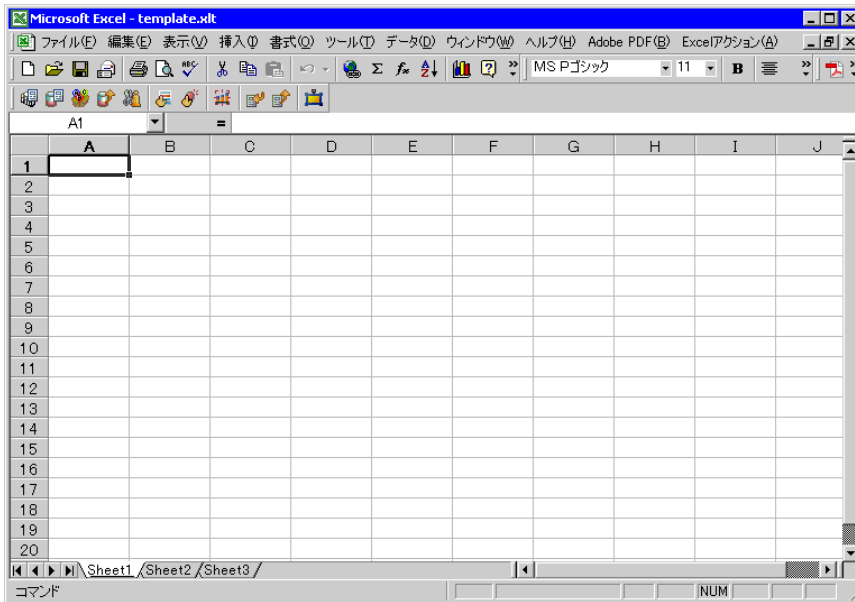 Microsoft Excel - template.xlt
ファイル(F) 編集(E) 表示(V) 挿入(I) 書式(O) ツール(T) データ(D) ウィンドウ(W) ヘルプ(H) Adobe PDF(B) Excelアクション(A)
ABC Σ fx MS Pゴシック 11 B
A1 =
A B C D E F G H I J
1
2
3
4
5
6
7
8
9
10
11
12
13
14
15
16
17
18
19
20
Sheet1 Sheet2 Sheet3
コマンド NUM